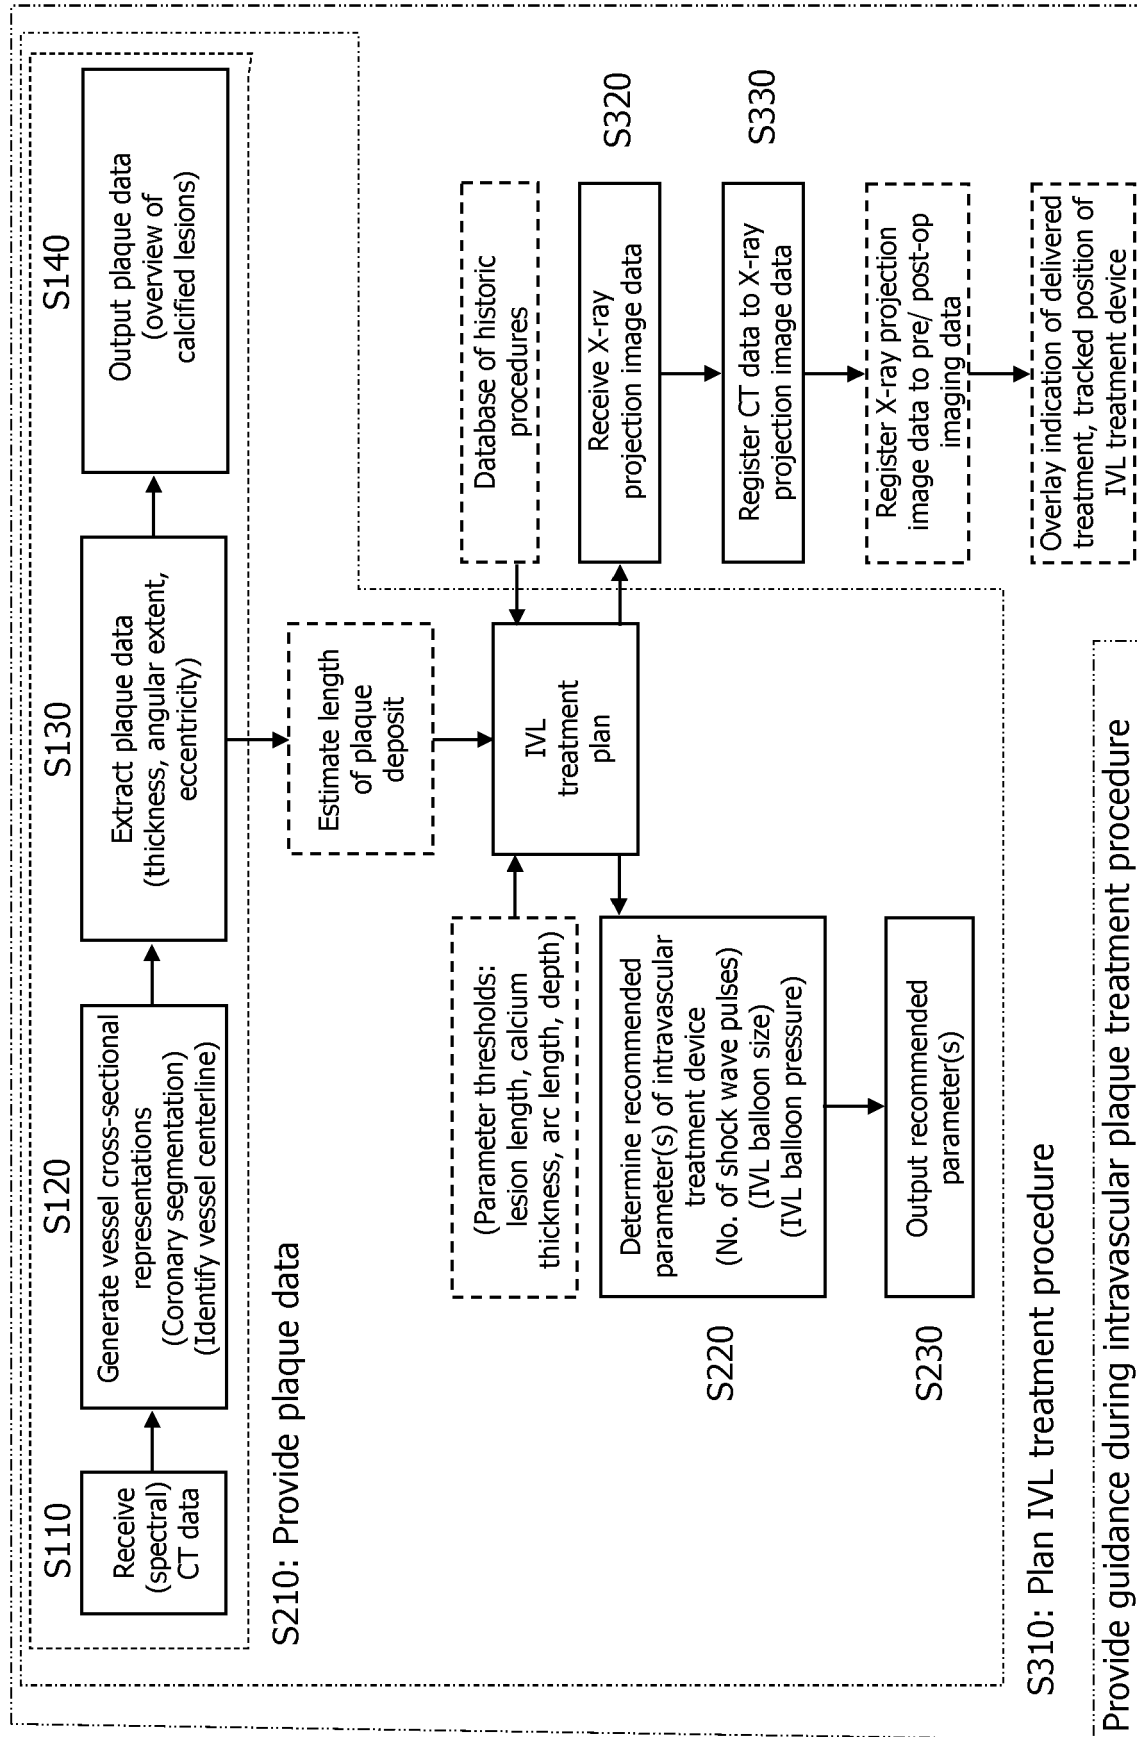 S110
S120
S130
S140
Receive
(spectral)
CT data
Generate vessel cross-sectional
representations
(Coronary segmentation)
(Identify vessel centerline)
Extract plaque data
(thickness, angular extent,
eccentricity)
Output plaque data
(overview of
calcified lesions)
S210: Provide plaque data
Estimate length
of plaque
deposit
(Parameter thresholds:
lesion length, calcium
thickness, arc length, depth)
IVL
treatment
plan
Database of historic
procedures
S220
Determine recommended
parameter(s) of intravascular
treatment device
(No. of shock wave pulses)
(IVL balloon size)
(IVL balloon pressure)
S230
Output recommended
parameter(s)
Receive X-ray
projection image data
S320
Register CT data to X-ray
projection image data
S330
Register X-ray projection
image data to pre/ post-op
imaging data
Overlay indication of delivered
treatment, tracked position of
IVL treatment device
S310: Plan IVL treatment procedure
Provide guidance during intravascular plaque treatment procedure